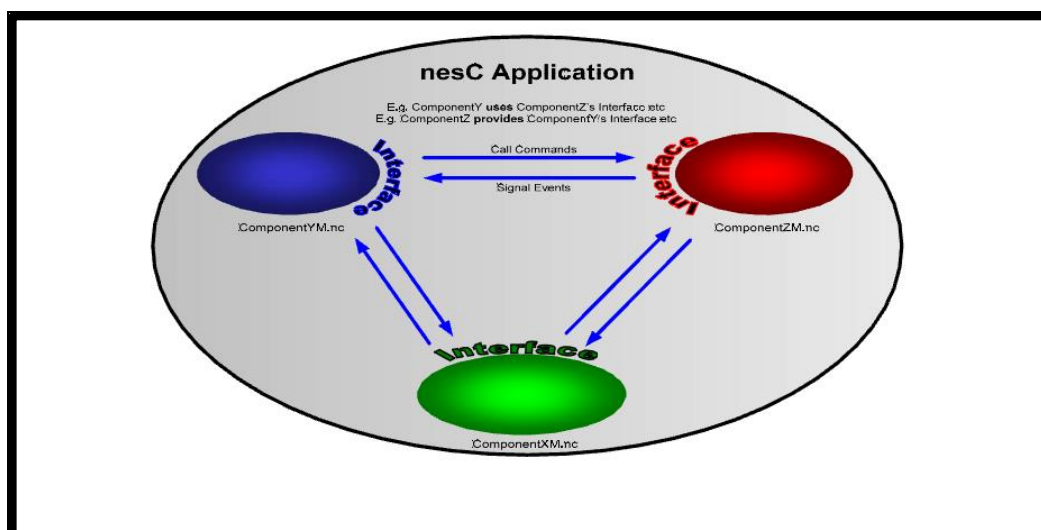 nesC Application
E.g. ComponentY uses ComponentZ's Interface etc
E.g. ComponentZ provides ComponentY's Interface etc
Call Commands
Signal Events
Interface
Interface
ComponentYM.nc
ComponentZM.nc
Interface
ComponentXM.nc